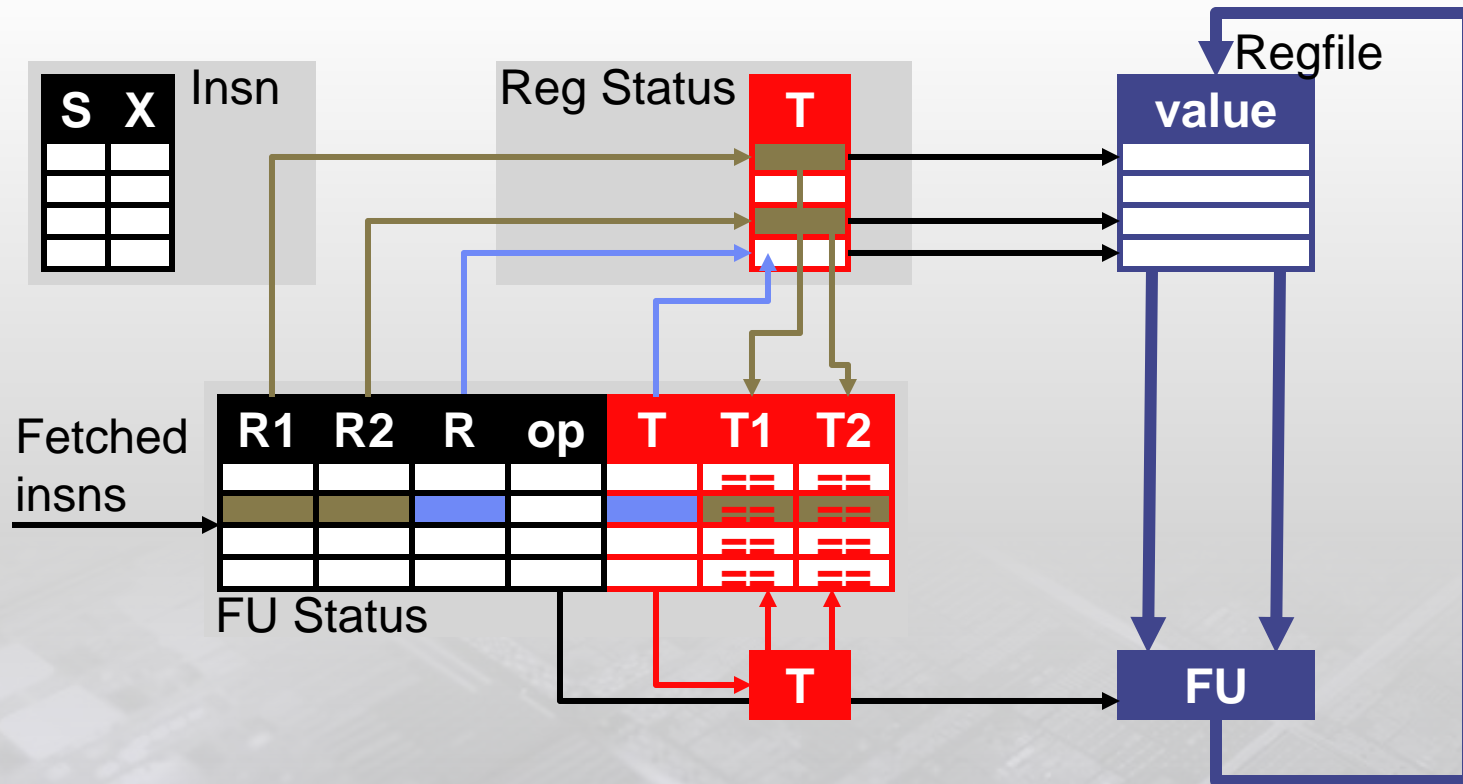 Regfile
Insn
Reg Status
S X
T
value
Fetched
insns
R1 R2 R op T T1 T2
== ==
== ==
== ==
== ==
FU Status
T
FU